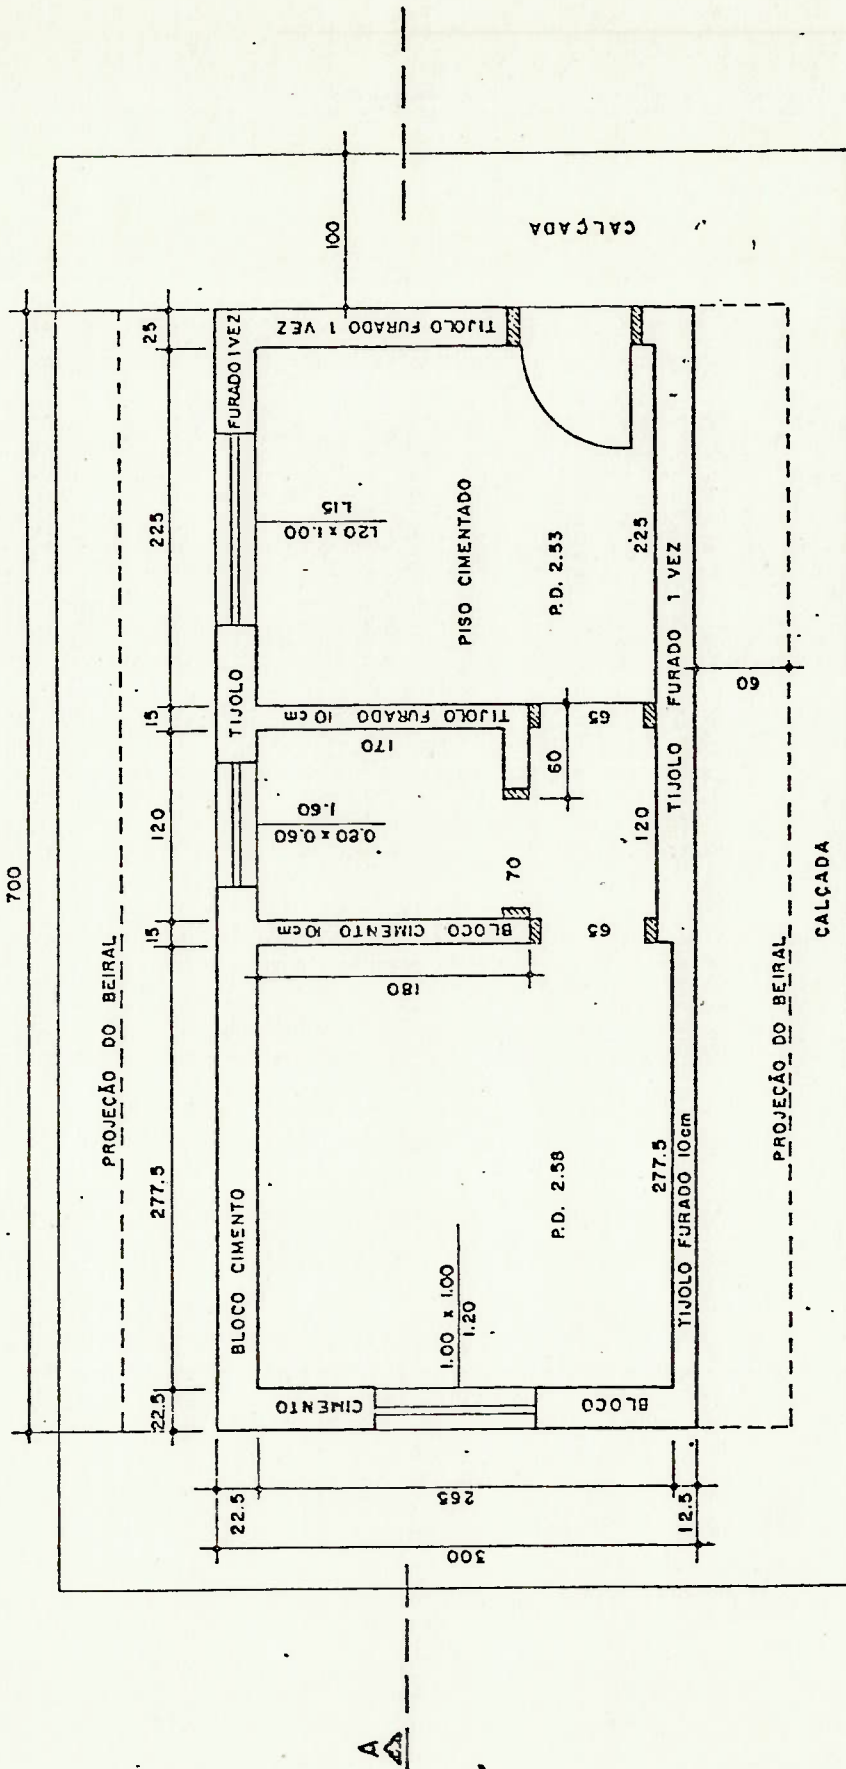 700
PROJEÇÃO DO BEIRAL
22.5
277.5
15
120
15
225
25
BLOCO CIMENTO
TIJOLO
FURADO 1 VEZ
CIMENTO
BLOCO
1.00 x 1.00
1.20
0.80 x 0.60
1.60
1.20 x 1.00
1.15
180
BLOCO CIMENTO 10 cm
170
TIJOLO FURADO 10 cm
TIJOLO FURADO 1 VEZ
100
CALÇADA
PISO CIMENTADO
P.D. 2.58
P.D. 2.53
70
60
65
65
277.5
120
225
TIJOLO FURADO 10cm
TIJOLO FURADO 1 VEZ
22.5
265
12.5
300
60
PROJEÇÃO DO BEIRAL
CALÇADA
A